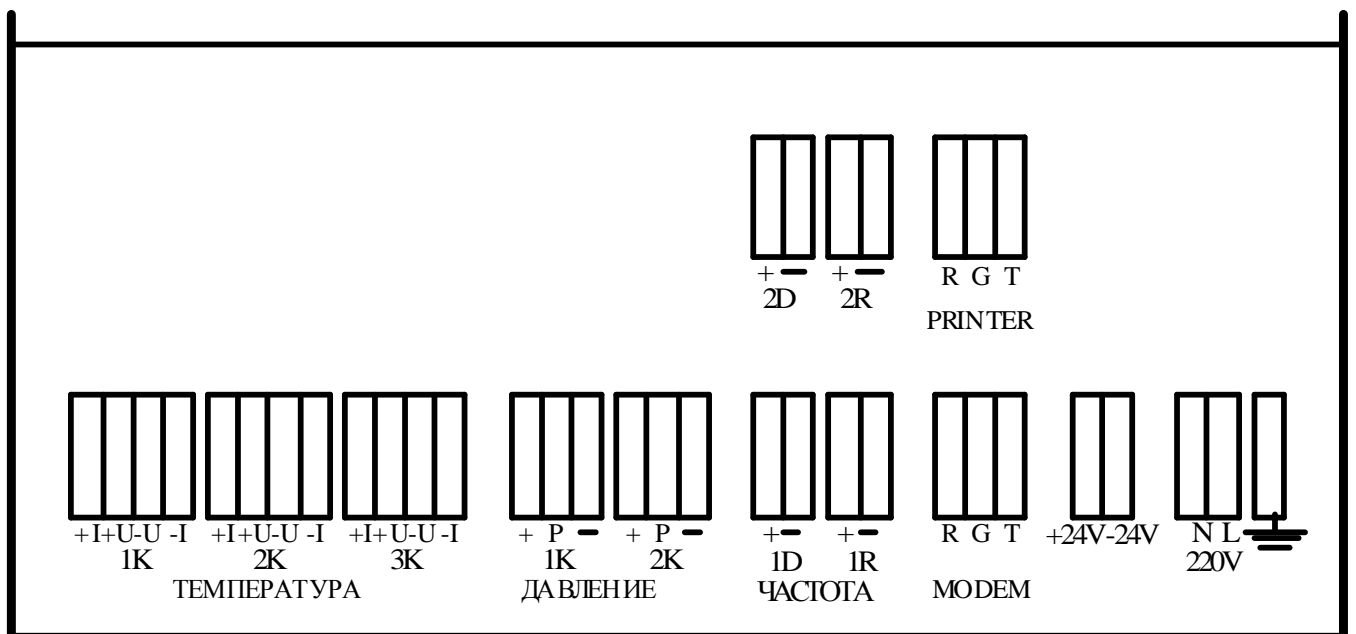 + − + − R G T
2D 2R
PRINTER
+I+U-U -I +I+U-U -I +I+U-U -I + P − + P − +− +− R G T +24V-24V N L
1K 2K 3K 1K 2K 1D 1R 220V
ТЕМПЕРАТУРА ДАВЛЕНИЕ ЧАСТОТА MODEM